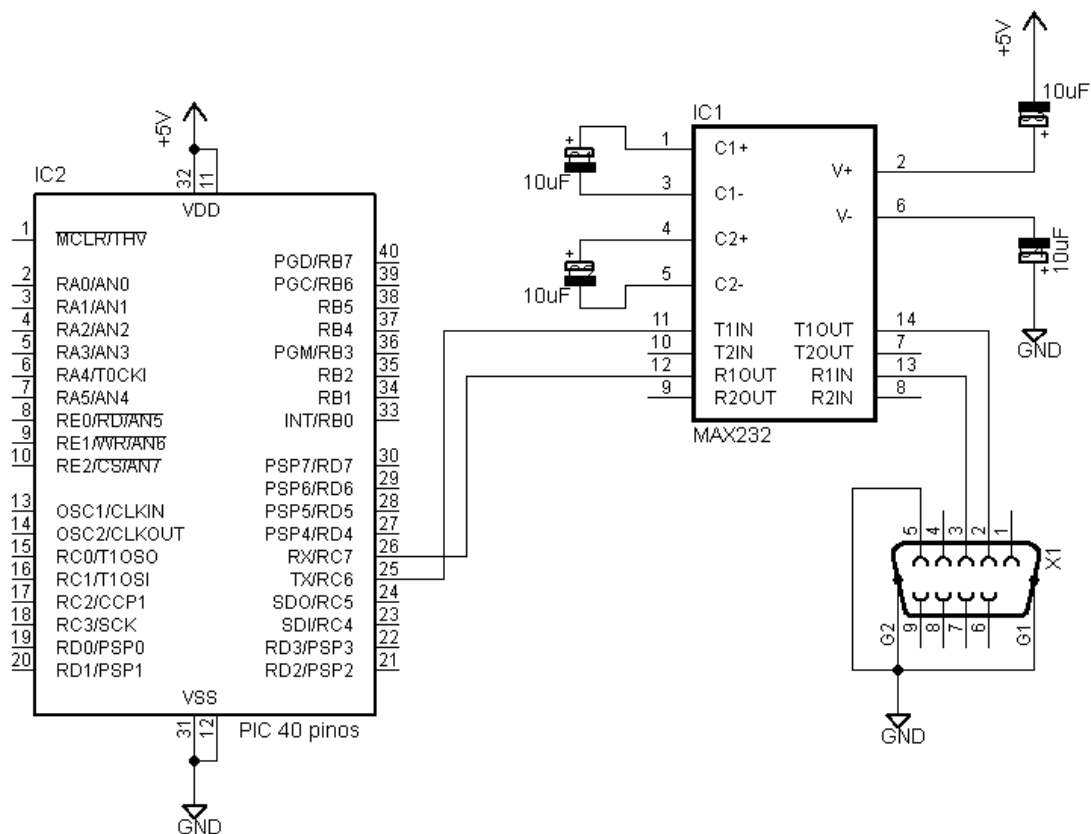 +5V
IC2
32
11
VDD
1
MCLR/THV
2
RA0/AN0
3
RA1/AN1
4
RA2/AN2
5
RA3/AN3
6
RA4/T0CKI
7
RA5/AN4
8
RE0/RD/AN5
9
RE1/WR/AN6
10
RE2/CS/AN7
13
OSC1/CLKIN
14
OSC2/CLKOUT
15
RC0/T1OSO
16
RC1/T1OSI
17
RC2/CCP1
18
RC3/SCK
19
RD0/PSP0
20
RD1/PSP1
PGD/RB7
40
PGC/RB6
39
RB5
38
RB4
37
PGM/RB3
36
RB2
35
RB1
34
INT/RB0
33
PSP7/RD7
30
PSP6/RD6
29
PSP5/RD5
28
PSP4/RD4
27
RX/RC7
26
TX/RC6
25
SDO/RC5
24
SDI/RC4
23
RD3/PSP3
22
RD2/PSP2
21
VSS
31
12
PIC 40 pinos
GND
IC1
+
10uF
1
C1+
3
C1-
+
10uF
4
C2+
5
C2-
11
T1IN
10
T2IN
12
R1OUT
9
R2OUT
V+
2
V-
6
T1OUT
14
T2OUT
7
R1IN
13
R2IN
8
MAX232
+5V
10uF
+
10uF
+
GND
5
4
3
2
1
X1
G2
9
8
7
6
G1
GND